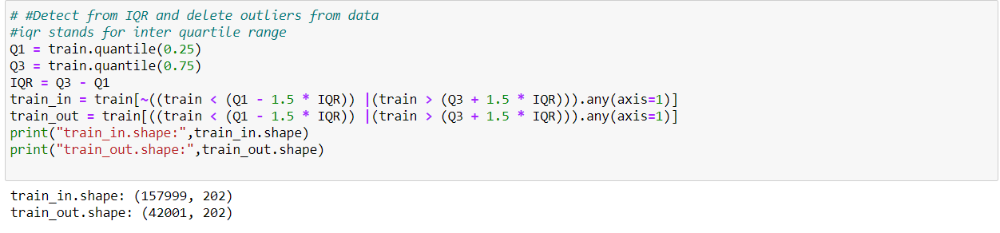 # #Detect from IQR and delete outliers from data
#iqr stands for inter quartile range
Q1 = train.quantile(0.25)
Q3 = train.quantile(0.75)
IQR = Q3 - Q1
train_in = train[~((train < (Q1 - 1.5 * IQR)) |(train > (Q3 + 1.5 * IQR))).any(axis=1)]
train_out = train[((train < (Q1 - 1.5 * IQR)) |(train > (Q3 + 1.5 * IQR))).any(axis=1)]
print("train_in.shape:",train_in.shape)
print("train_out.shape:",train_out.shape)
train_in.shape: (157999, 202)
train_out.shape: (42001, 202)